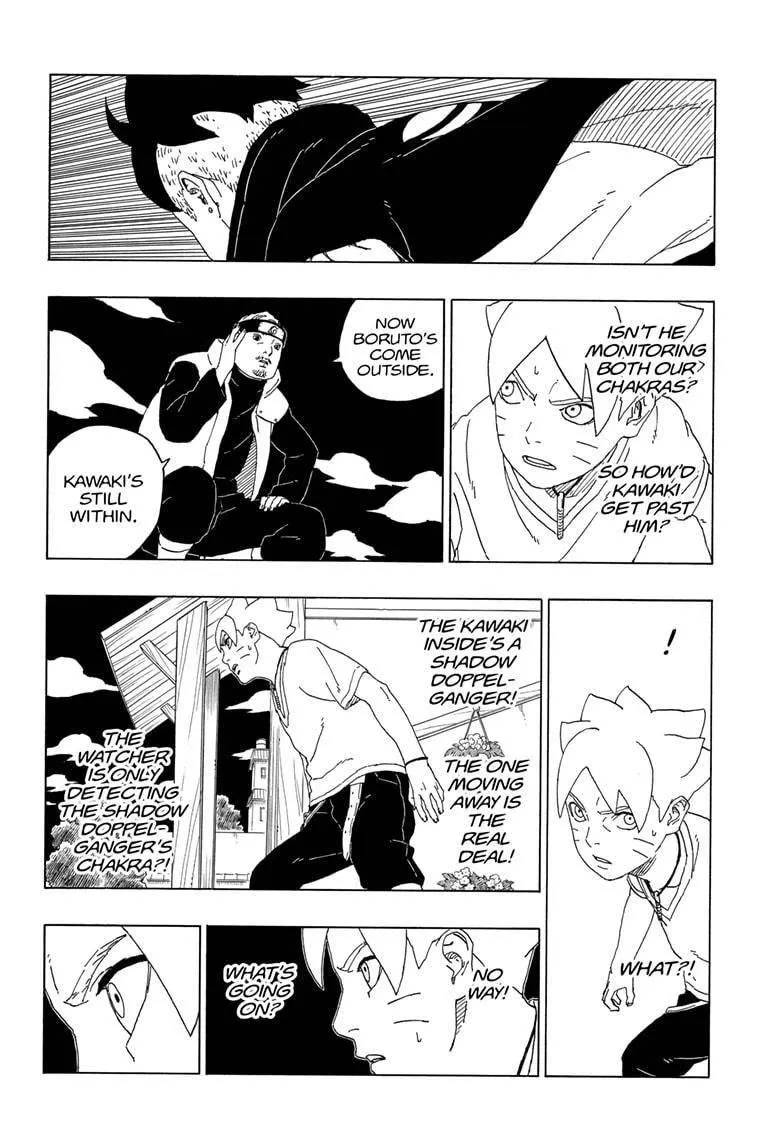 ISN'T HE
MONITORING
BOTH OUR
CHAKRAS?
SO HOW'D
KAWAKI
GET PAST
HIM?
NOW
BORUTO'S
COME
OUTSIDE.
KAWAKI'S
STILL
WITHIN.
!
WHAT?!
THE KAWAKI
INSIDE'S A
SHADOW
DOPPEL-
GANGER!
THE ONE
MOVING
AWAY IS
THE
REAL
DEAL!
THE
WATCHER
IS ONLY
DETECTING
THE SHADOW
DOPPEL-
GANGER'S
CHAKRA?!
NO
WAY!
WHAT'S
GOING
ON?